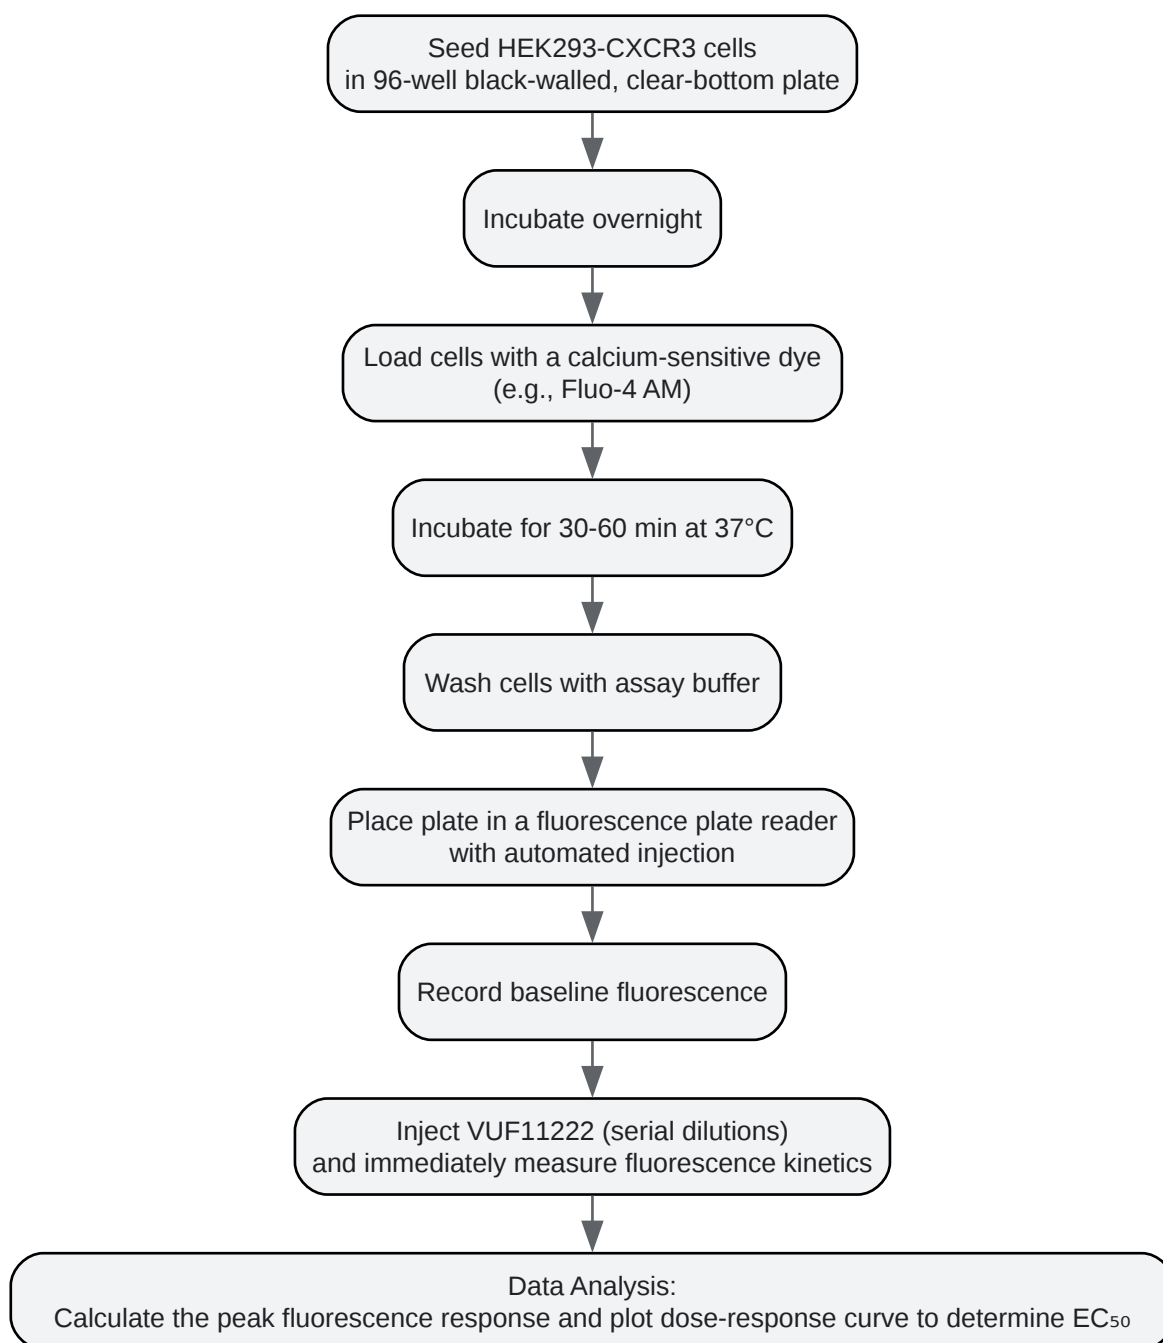 Seed HEK293-CXCR3 cells
in 96-well black-walled, clear-bottom plate
Incubate overnight
Load cells with a calcium-sensitive dye
(e.g., Fluo-4 AM)
Incubate for 30-60 min at 37°C
Wash cells with assay buffer
Place plate in a fluorescence plate reader
with automated injection
Record baseline fluorescence
Inject VUF11222 (serial dilutions)
and immediately measure fluorescence kinetics
Data Analysis:
Calculate the peak fluorescence response and plot dose-response curve to determine EC₅₀